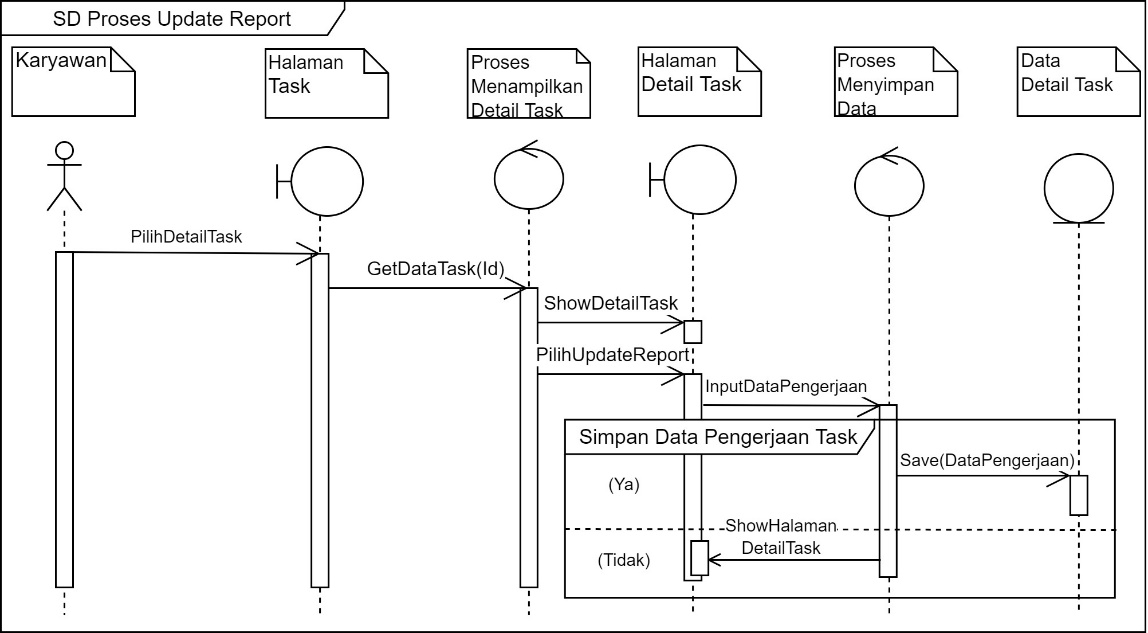 SD Proses Update Report
Karyawan
Halaman
Task
Proses
Menampilkan
Detail Task
Halaman
Detail Task
Proses
Menyimpan
Data
Data
Detail Task
PilihDetailTask
GetDataTask(Id)
ShowDetailTask
PilihUpdateReport
InputDataPengerjaan
Simpan Data Pengerjaan Task
Save(DataPengerjaan)
(Ya)
ShowHalaman
DetailTask
(Tidak)